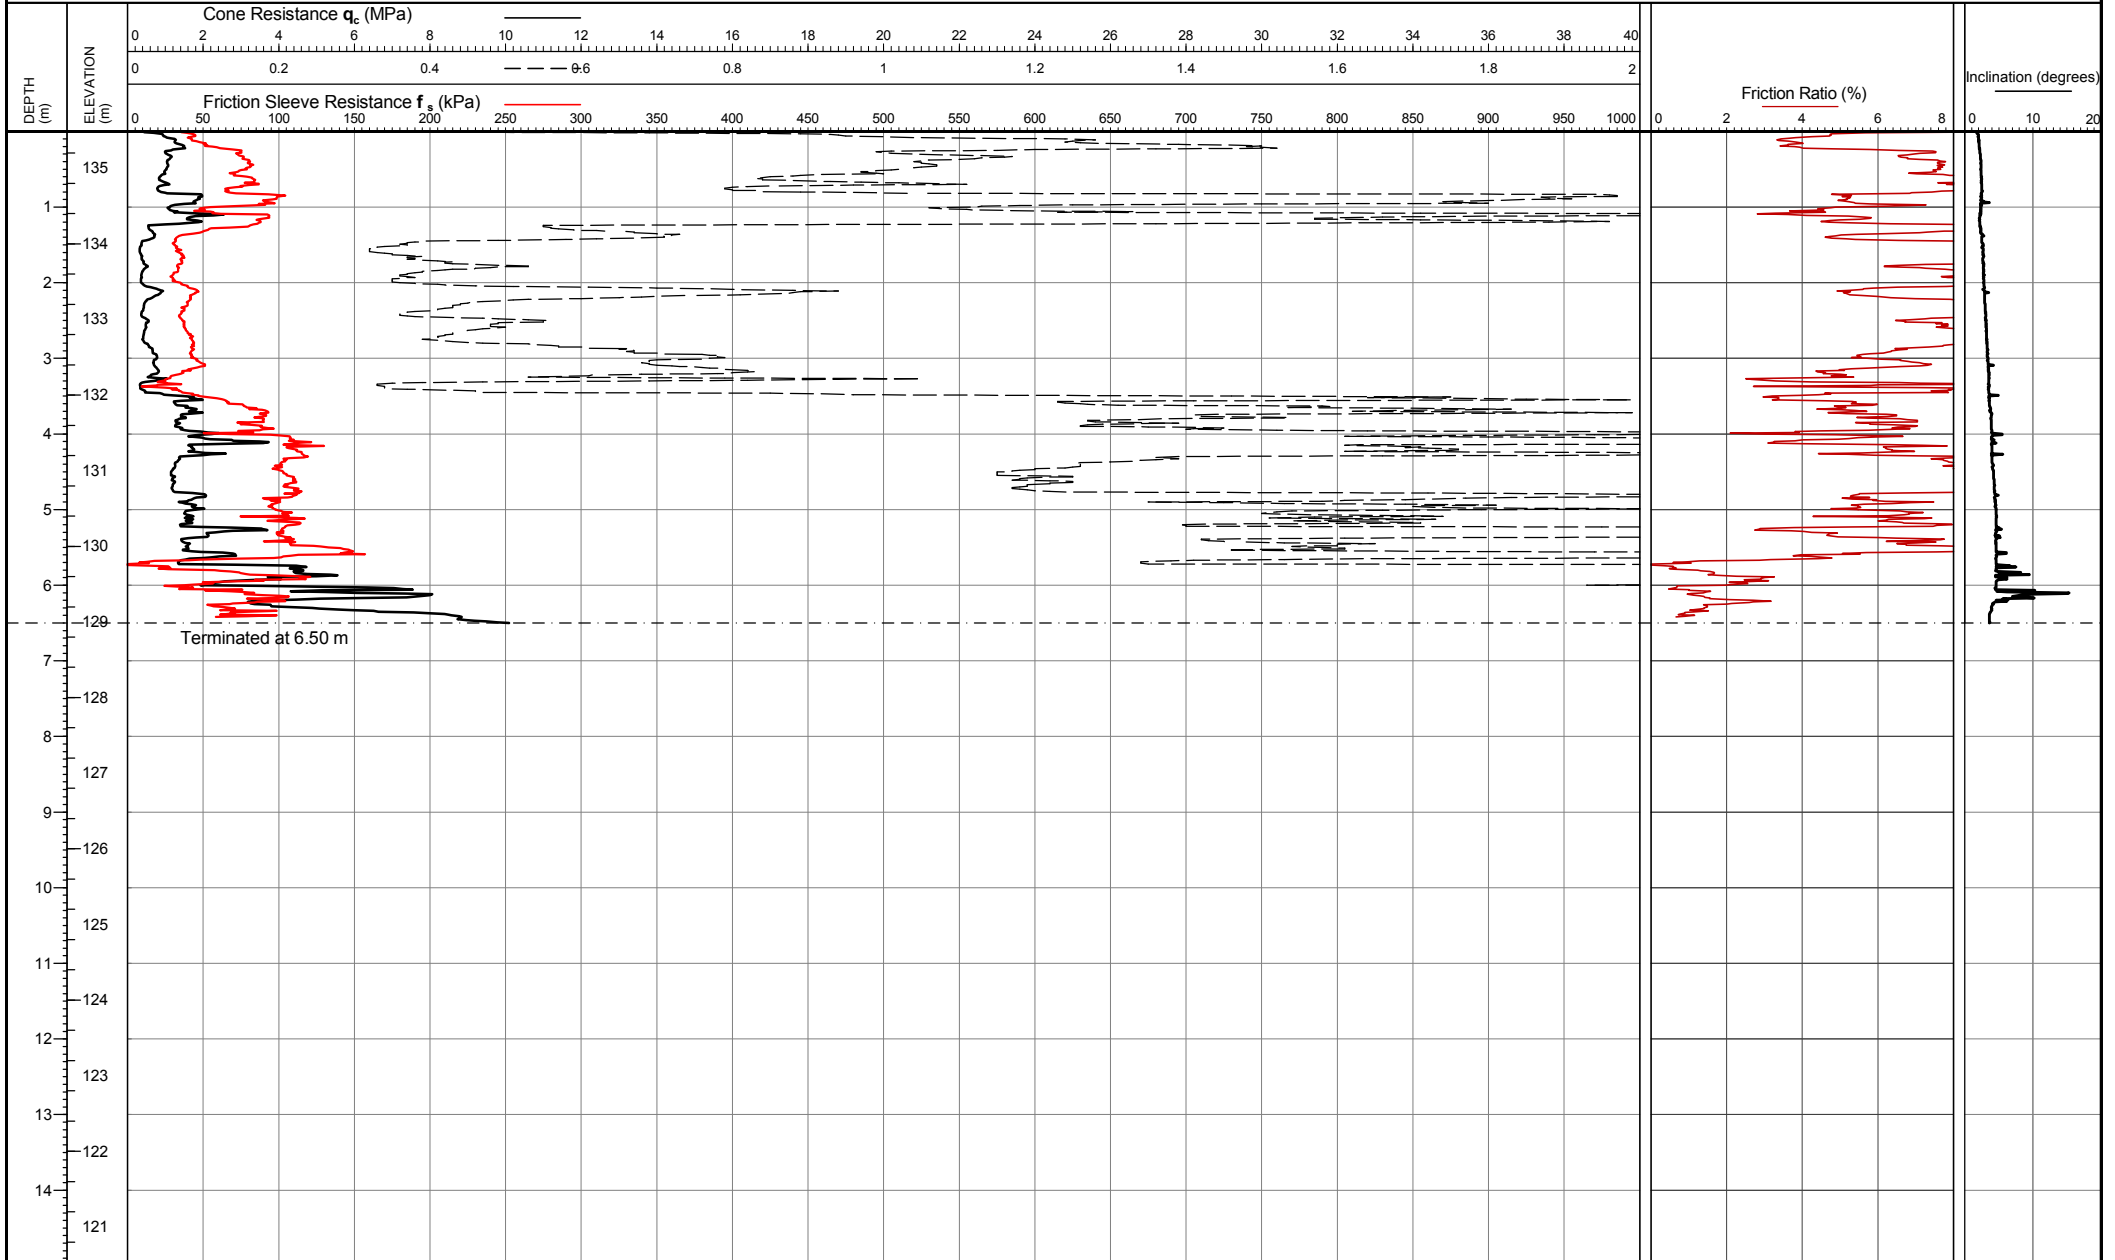 Cone Resistance qc (MPa)
0 2 4 6 8 10 12 14 16 18 20 22 24 26 28 30 32 34 36 38 40
0 0.2 0.4 0.6 0.8 1 1.2 1.4 1.6 1.8 2
Friction Sleeve Resistance fs (kPa)
50 100 150 200 250 300 350 400 450 500 550 600 650 700 750 800 850 900 950 1000
DEPTH
(m)
ELEVATION
(m)
Friction Ratio (%)
0 2 4 6 8
Inclination (degrees)
0 10 20
135
1
134
2
133
3
132
4
131
5
130
6
129
Terminated at 6.50 m
7
128
8
127
9
126
10
125
11
124
12
123
13
122
14
121